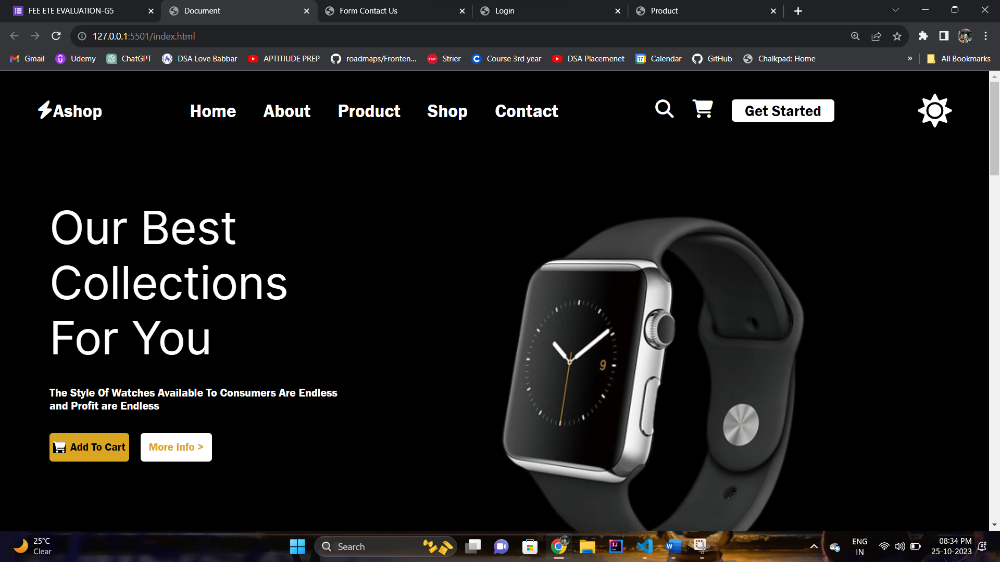 FEE ETE EVALUATION-G5
Document
Form Contact Us
Login
Product
127.0.0.1:5501/index.html
Gmail
Udemy
ChatGPT
DSA Love Babbar
APTITIUDE PREP
roadmaps/Fronten...
TUF
Strier
Course 3rd year
DSA Placemenet
17
Calendar
GitHub
Chalkpad: Home
»
All Bookmarks
Ashop
Home
About
Product
Shop
Contact
Get Started
Our Best
Collections
For You
9
The Style Of Watches Available To Consumers Are Endless
and Profit are Endless
Add To Cart
More Info >
25°C
Clear
Search
IJ
W
ENG
IN
08:34 PM
25-10-2023